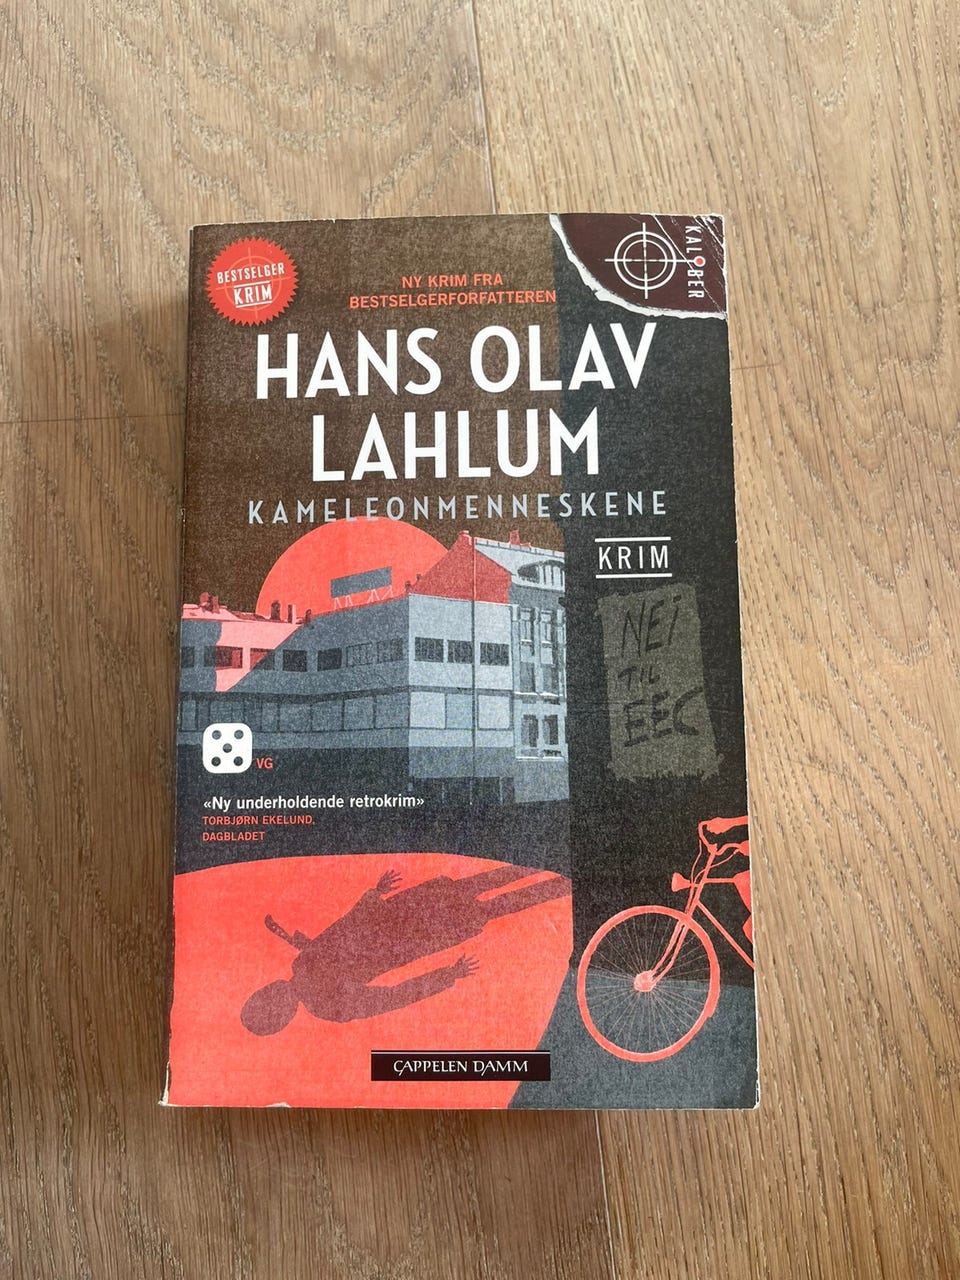 BESTSELGER
KRIM
NY KRIM FRA
BESTSELGERFORFATTEREN
KALIBER
HANS OLAV
LAHLUM
KAMELEONMENNESKENE
KRIM
NEi
TIL
EEC
VG
«Ny underholdende retrokrim»
TORBJØRN EKELUND,
DAGBLADET
CAPPELEN DAMM